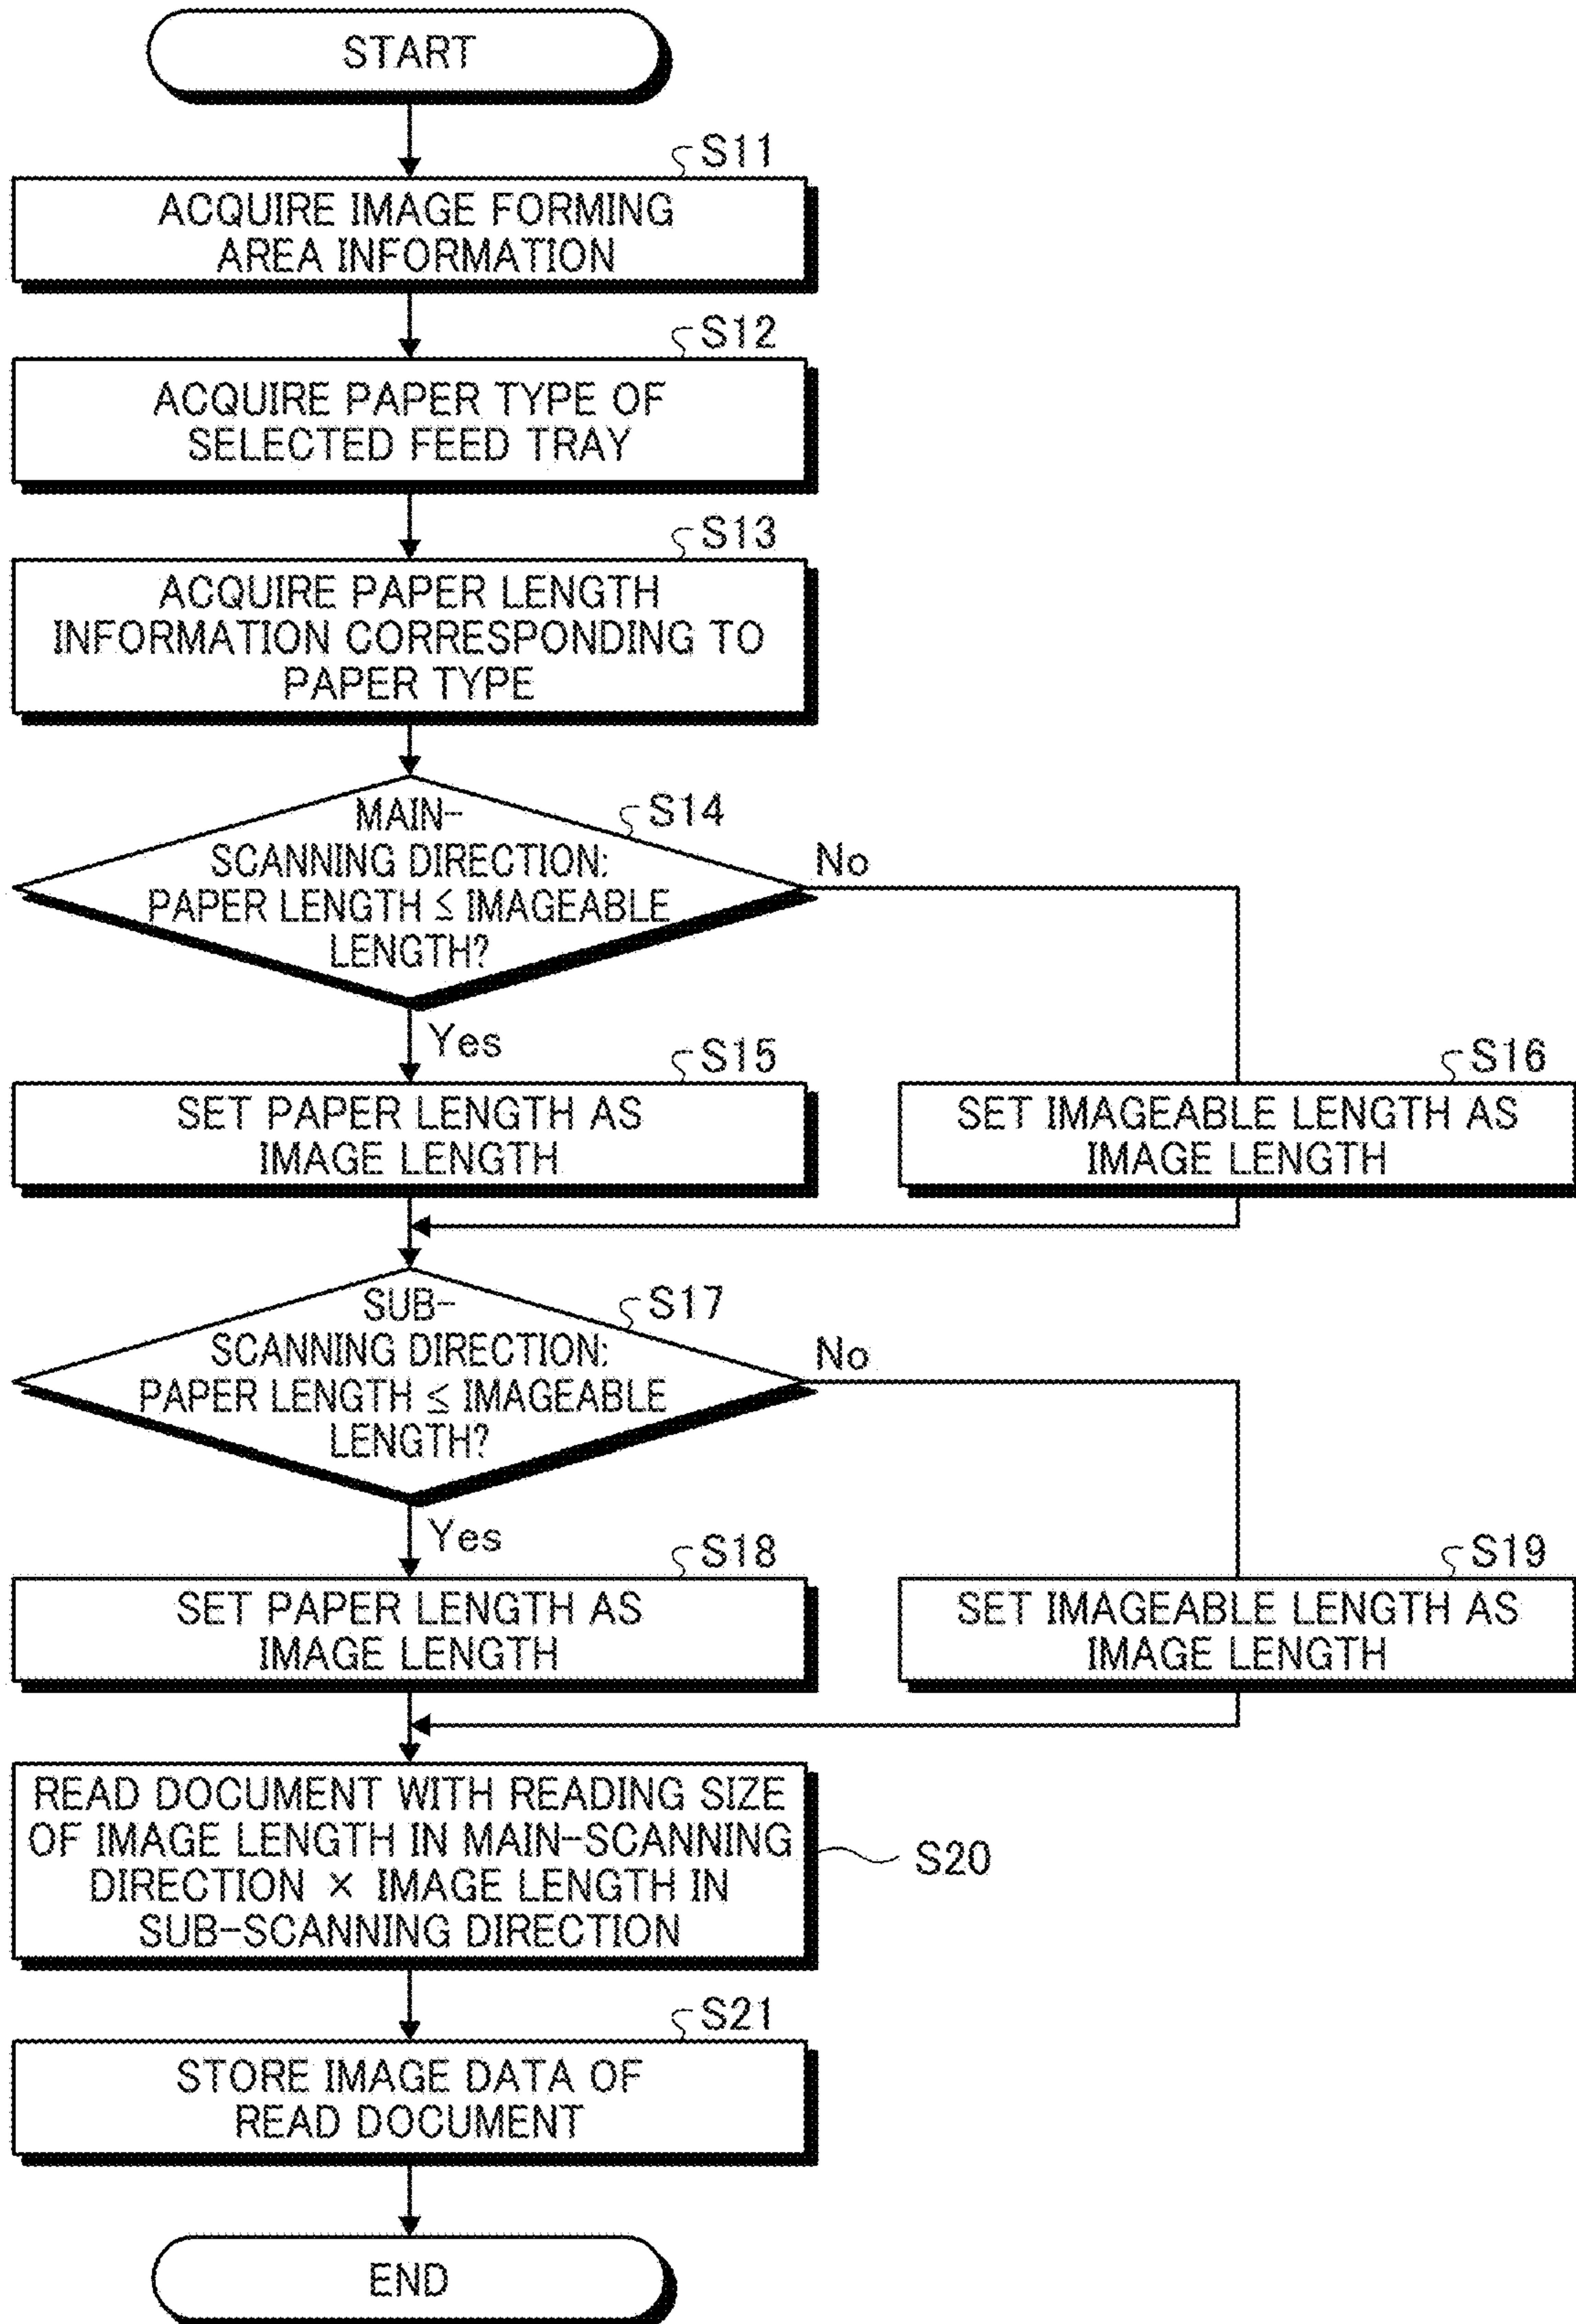 START
S11
ACQUIRE IMAGE FORMING
AREA INFORMATION
S12
ACQUIRE PAPER TYPE OF
SELECTED FEED TRAY
S13
ACQUIRE PAPER LENGTH
INFORMATION CORRESPONDING TO
PAPER TYPE
S14
MAIN-
SCANNING DIRECTION:
PAPER LENGTH ≤ IMAGEABLE
LENGTH?
No
Yes
S15
SET PAPER LENGTH AS
IMAGE LENGTH
S16
SET IMAGEABLE LENGTH AS
IMAGE LENGTH
S17
SUB-
SCANNING DIRECTION:
PAPER LENGTH ≤ IMAGEABLE
LENGTH?
No
Yes
S18
SET PAPER LENGTH AS
IMAGE LENGTH
S19
SET IMAGEABLE LENGTH AS
IMAGE LENGTH
READ DOCUMENT WITH READING SIZE
OF IMAGE LENGTH IN MAIN-SCANNING
DIRECTION × IMAGE LENGTH IN
SUB-SCANNING DIRECTION
S20
S21
STORE IMAGE DATA OF
READ DOCUMENT
END